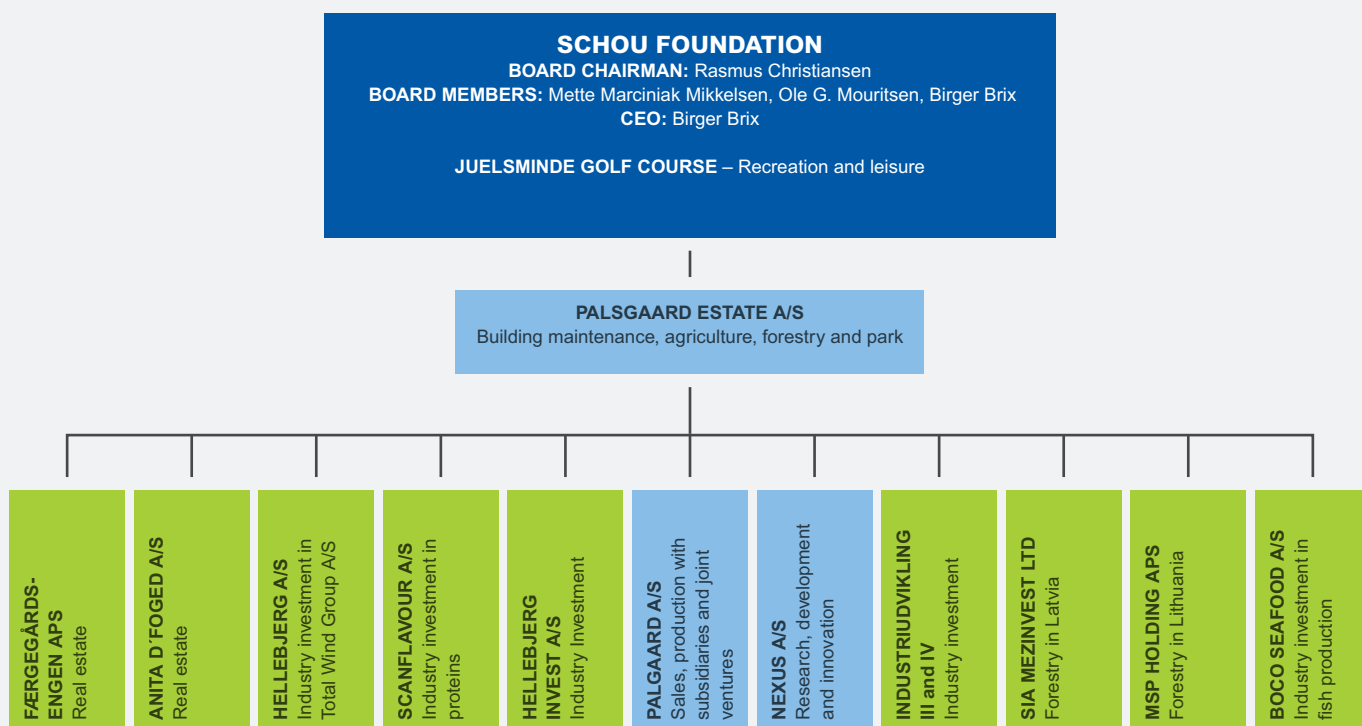 SCHOU FOUNDATION
BOARD CHAIRMAN: Rasmus Christiansen
BOARD MEMBERS: Mette Marciniak Mikkelsen, Ole G. Mouritsen, Birger Brix
CEO: Birger Brix
JUELSMINDE GOLF COURSE – Recreation and leisure
PALSGAARD ESTATE A/S
Building maintenance, agriculture, forestry and park
FÆRGEGÅRDS-
ENGEN APS
Real estate
ANITA D´FOGED A/S
Real estate
HELLEBJERG A/S
Industry investment in
Total Wind Group A/S
SCANFLAVOUR A/S
Industry investment in
proteins
HELLEBJERG
INVEST A/S
Industry Investment
PALGAARD A/S
Sales, production with
subsidiaries and joint
ventures
NEXUS A/S
Research, development
and innovation
INDUSTRIUDVIKLING
III and IV
Industry investment
SIA MEZINVEST LTD
Forestry in Latvia
MSP HOLDING APS
Forestry in Lithuania
BOCO SEAFOOD A/S
Industry investment in
fish production